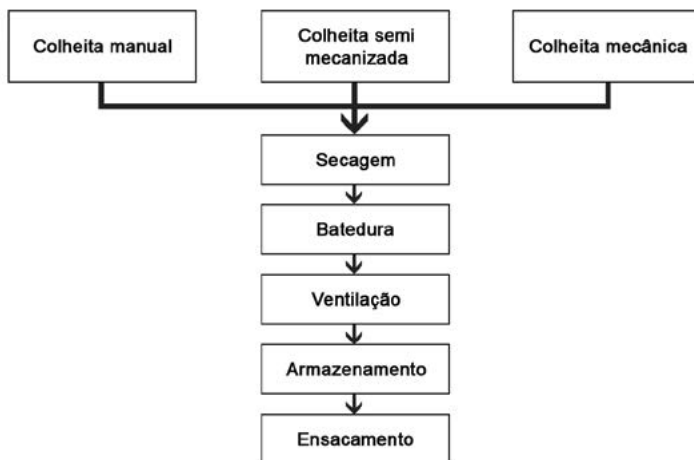 Colheita manual
Colheita semi
mecanizada
Colheita mecânica
Secagem
Batedura
Ventilação
Armazenamento
Ensacamento